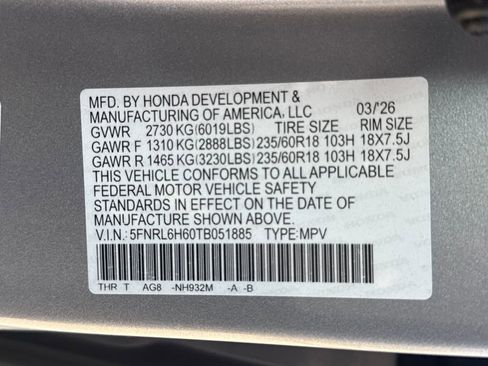 MFD. BY HONDA DEVELOPMENT &
MANUFACTURING OF AMERICA, LLC 03/'26
GVWR 2730 KG (6019LBS) TIRE SIZE RIM SIZE
GAWR F 1310 KG (2888LBS) 235/60R18 103H 18X7.5J
GAWR R 1465 KG (3230LBS) 235/60R18 103H 18X7.5J
THIS VEHICLE CONFORMS TO ALL APPLICABLE
FEDERAL MOTOR VEHICLE SAFETY
STANDARDS IN EFFECT ON THE DATE OF
MANUFACTURE SHOWN ABOVE.
V.I.N.: 5FNRL6H60TB051885 TYPE: MPV
THR T AG8 -NH932M -A -B